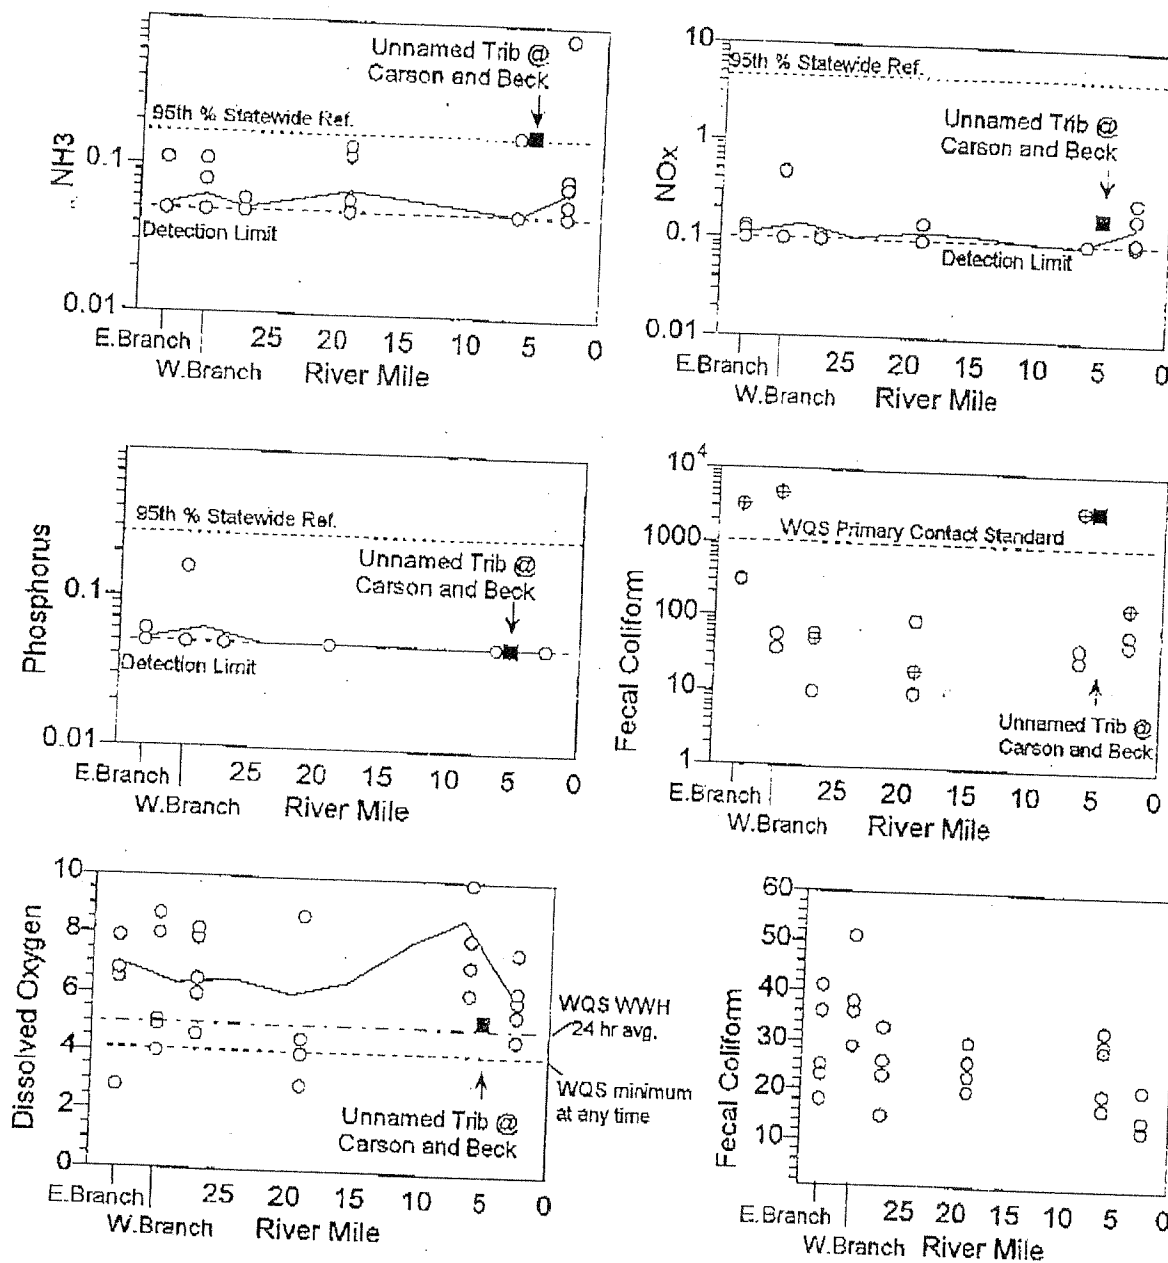 Unnamed Trib @
Carson and Beck
95th % Statewide Ref.
NH3
0.1
Detection Limit
0.01
E.Branch
25 20 15 10 5 0
W.Branch
River Mile
10
95th % Statewide Ref.
Unnamed Trib @
Carson and Beck
NOx
1
0.1
Detection Limit
0.01
E.Branch
25 20 15 10 5 0
W.Branch
River Mile
95th % Statewide Ref.
Unnamed Trib @
Carson and Beck
Phosphorus
0.1
Detection Limit
0.01
E.Branch
25 20 15 10 5 0
W.Branch
River Mile
10⁴
WQS Primary Contact Standard
1000
Fecal Coliform
100
10
Unnamed Trib @
Carson and Beck
1
E.Branch
25 20 15 10 5 0
W.Branch
River Mile
10
8
Dissolved Oxygen
6
WQS WWH
24 hr avg.
4
WQS minimum
at any time
2
Unnamed Trib @
Carson and Beck
0
E.Branch
25 20 15 10 5 0
W.Branch
River Mile
60
50
40
Fecal Coliform
30
20
10
E.Branch
25 20 15 10 5 0
W.Branch
River Mile